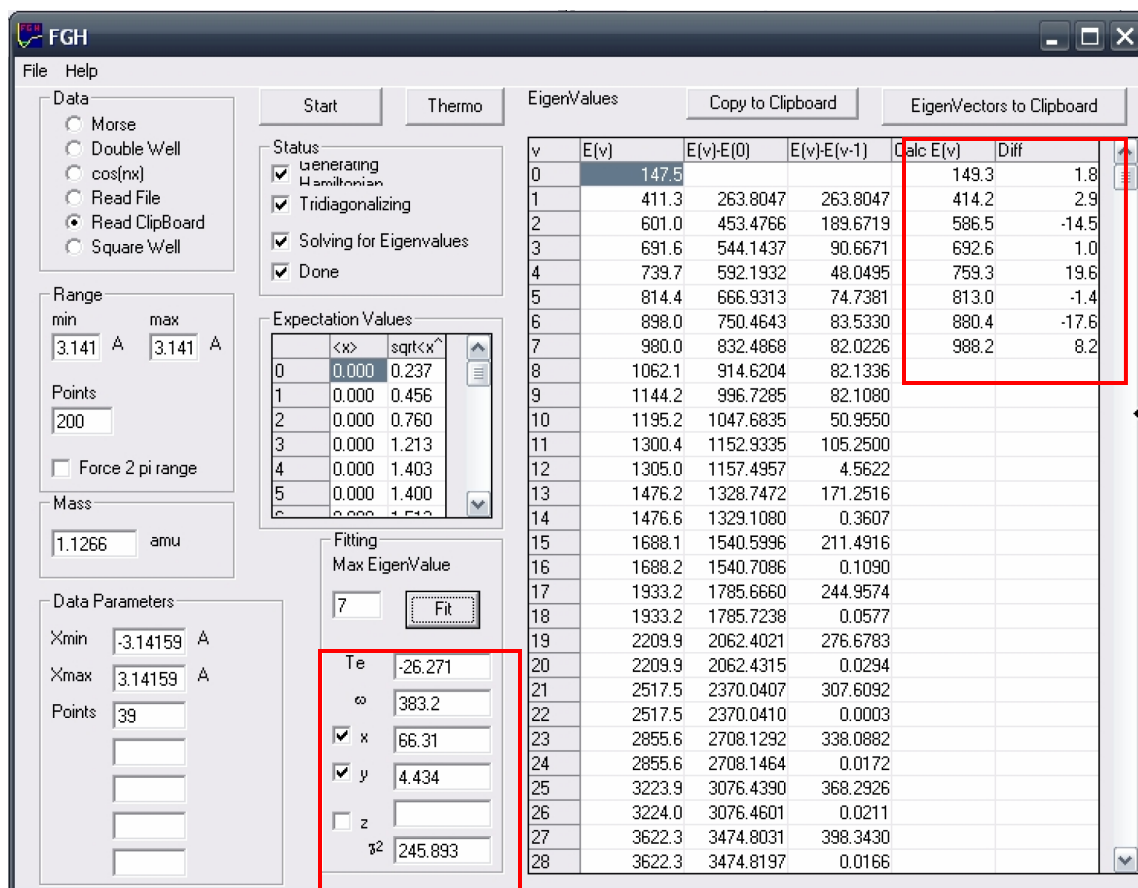 FGH
File Help
Data
Morse
Double Well
cos(nx)
Read File
Read ClipBoard
Square Well
Range
min max
3.141 A 3.141 A
Points
200
Force 2 pi range
Mass
1.1266 amu
Data Parameters
Xmin -3.14159 A
Xmax 3.14159 A
Points 39
Start Thermo
Status
Generating
Hamiltonian
Tridiagonalizing
Solving for Eigenvalues
Done
Expectation Values
<x> sqrt<x^
0 0.000 0.237
1 0.000 0.456
2 0.000 0.760
3 0.000 1.213
4 0.000 1.403
5 0.000 1.400
Fitting
Max EigenValue
7 Fit
Te -26.271
ω 383.2
x 66.31
y 4.434
z
245.893
EigenValues Copy to Clipboard EigenVectors to Clipboard
v E(v) E(v)-E(0) E(v)-E(v-1) Calc E(v) Diff
0 147.5 149.3 1.8
1 411.3 263.8047 263.8047 414.2 2.9
2 601.0 453.4766 189.6719 586.5 -14.5
3 691.6 544.1437 90.6671 692.6 1.0
4 739.7 592.1932 48.0495 759.3 19.6
5 814.4 666.9313 74.7381 813.0 -1.4
6 898.0 750.4643 83.5330 880.4 -17.6
7 980.0 832.4868 82.0226 988.2 8.2
8 1062.1 914.6204 82.1336
9 1144.2 996.7285 82.1080
10 1195.2 1047.6835 50.9550
11 1300.4 1152.9335 105.2500
12 1305.0 1157.4957 4.5622
13 1476.2 1328.7472 171.2516
14 1476.6 1329.1080 0.3607
15 1688.1 1540.5996 211.4916
16 1688.2 1540.7086 0.1090
17 1933.2 1785.6660 244.9574
18 1933.2 1785.7238 0.0577
19 2209.9 2062.4021 276.6783
20 2209.9 2062.4315 0.0294
21 2517.5 2370.0407 307.6092
22 2517.5 2370.0410 0.0003
23 2855.6 2708.1292 338.0882
24 2855.6 2708.1464 0.0172
25 3223.9 3076.4390 368.2926
26 3224.0 3076.4601 0.0211
27 3622.3 3474.8031 398.3430
28 3622.3 3474.8197 0.0166